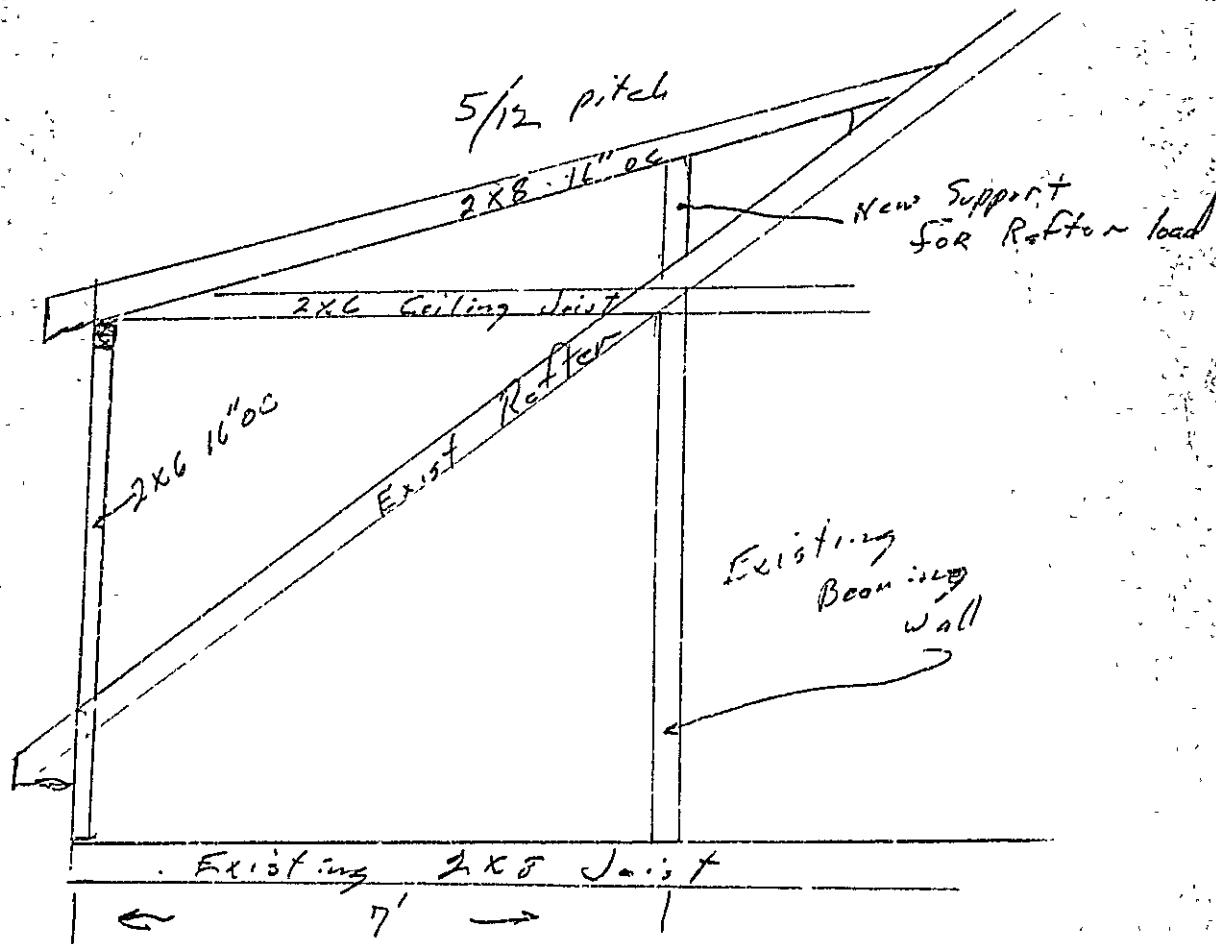 5/12 pitch
2x8 · 16" oc
New Support
for Rafter load
2x6 Ceiling Joist
2x6 16" oc
Exist Rafter
Existing
Bearing
Wall
Existing 2x8 Joist
7'